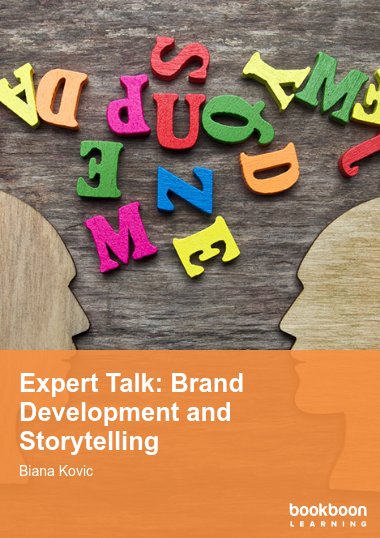 S
Y M E
A D P U Q J
E Z D
M E
Expert Talk: Brand
Development and
Storytelling
Biana Kovic
bookboon
LEARNING